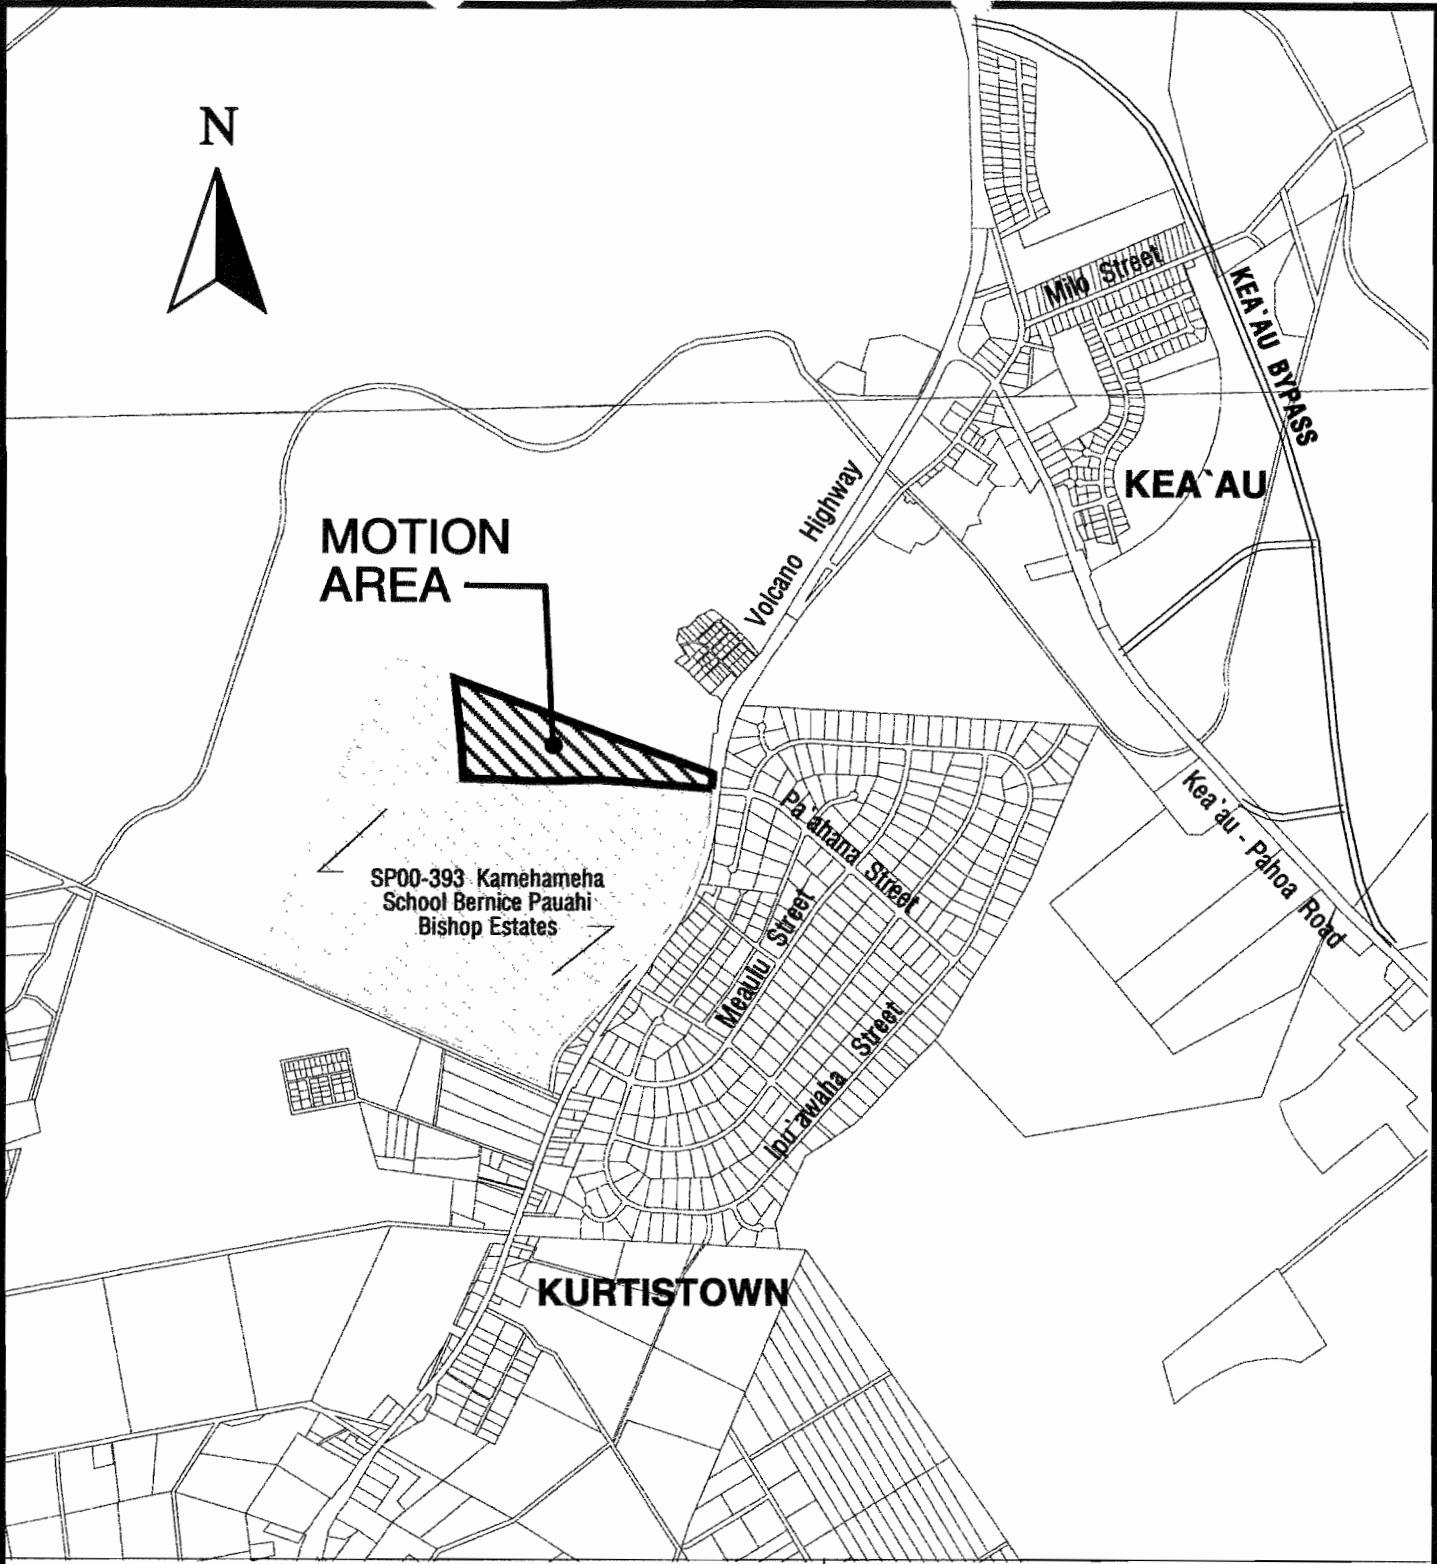 N
Milo Street
KEA`AU BYPASS
KEA`AU
Volcano Highway
MOTION
AREA
Pa`ahana Street
Kea`au - Pahoa Road
SP00-393 Kamehameha
School Bernice Pauahi
Bishop Estates
Meaulu Street
Ipu`awaha Street
KURTISTOWN